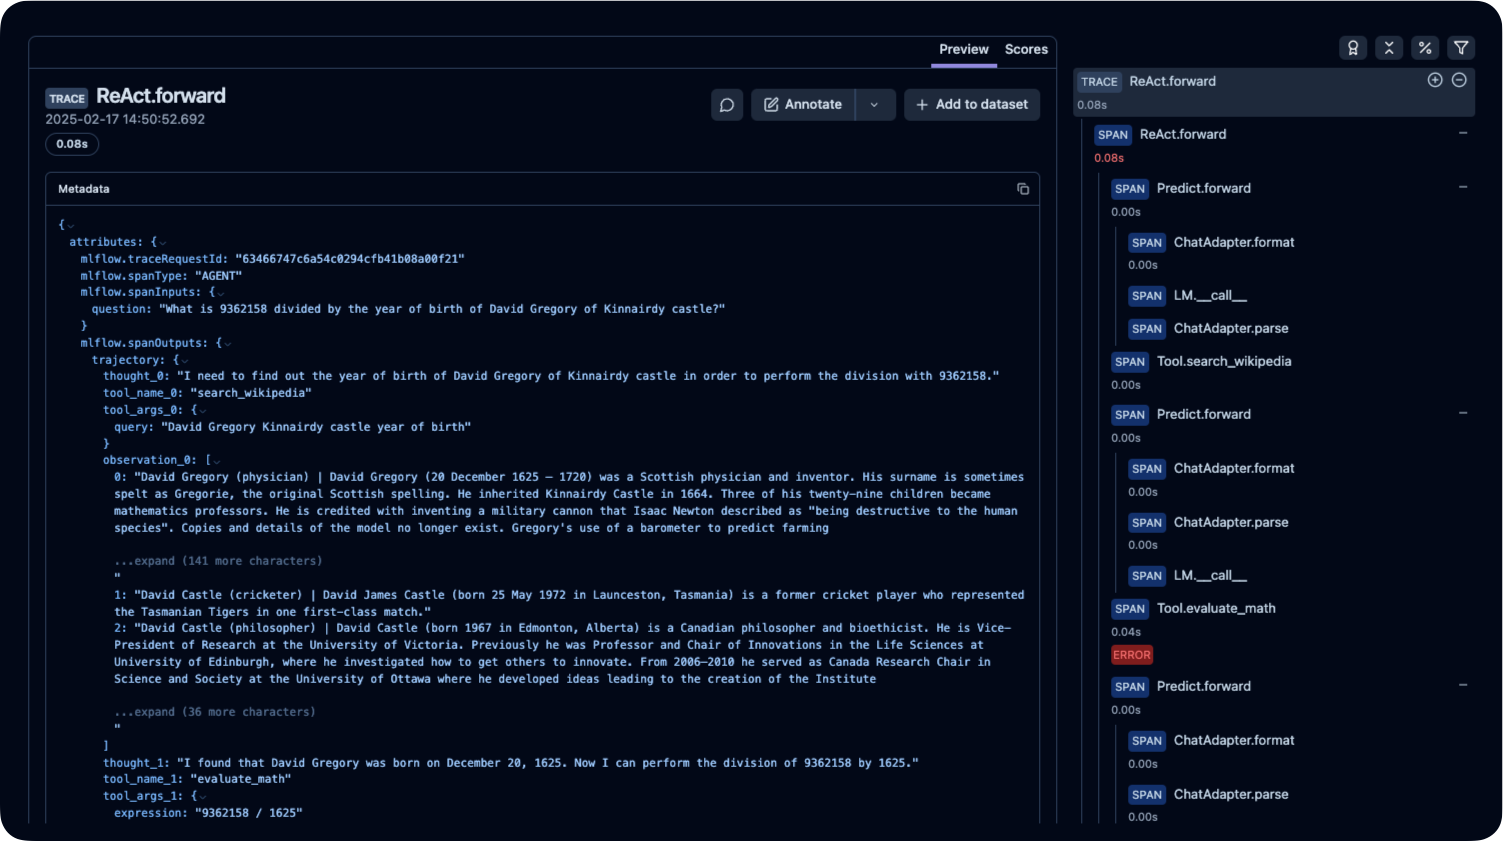 Preview Scores
TRACE ReAct.forward
2025-02-17 14:50:52.692
0.08s
Annotate
+ Add to dataset
Metadata
{
attributes: {
mlflow.traceRequestId: "63466747c6a54c0294cfb41b08a00f21"
mlflow.spanType: "AGENT"
mlflow.spanInputs: {
question: "What is 9362158 divided by the year of birth of David Gregory of Kinnairdy castle?"
}
mlflow.spanOutputs: {
trajectory: {
thought_0: "I need to find out the year of birth of David Gregory of Kinnairdy castle in order to perform the division with 9362158."
tool_name_0: "search_wikipedia"
tool_args_0: {
query: "David Gregory Kinnairdy castle year of birth"
}
observation_0: [
0: "David Gregory (physician) | David Gregory (20 December 1625 – 1720) was a Scottish physician and inventor. His surname is sometimes
spelt as Gregorie, the original Scottish spelling. He inherited Kinnairdy Castle in 1664. Three of his twenty-nine children became
mathematics professors. He is credited with inventing a military cannon that Isaac Newton described as "being destructive to the human
species". Copies and details of the model no longer exist. Gregory's use of a barometer to predict farming
...expand (141 more characters)
"
1: "David Castle (cricketer) | David James Castle (born 25 May 1972 in Launceston, Tasmania) is a former cricket player who represented
the Tasmanian Tigers in one first-class match."
2: "David Castle (philosopher) | David Castle (born 1967 in Edmonton, Alberta) is a Canadian philosopher and bioethicist. He is Vice-
President of Research at the University of Victoria. Previously he was Professor and Chair of Innovations in the Life Sciences at
University of Edinburgh, where he investigated how to get others to innovate. From 2006–2010 he served as Canada Research Chair in
Science and Society at the University of Ottawa where he developed ideas leading to the creation of the Institute
...expand (36 more characters)
"
]
thought_1: "I found that David Gregory was born on December 20, 1625. Now I can perform the division of 9362158 by 1625."
tool_name_1: "evaluate_math"
tool_args_1: {
expression: "9362158 / 1625"
TRACE ReAct.forward
0.08s
SPAN ReAct.forward
0.08s
SPAN Predict.forward
0.00s
SPAN ChatAdapter.format
0.00s
SPAN LM.__call__
SPAN ChatAdapter.parse
SPAN Tool.search_wikipedia
0.00s
SPAN Predict.forward
0.00s
SPAN ChatAdapter.format
0.00s
SPAN ChatAdapter.parse
0.00s
SPAN LM.__call__
SPAN Tool.evaluate_math
0.04s
ERROR
SPAN Predict.forward
0.00s
SPAN ChatAdapter.format
0.00s
SPAN ChatAdapter.parse
0.00s